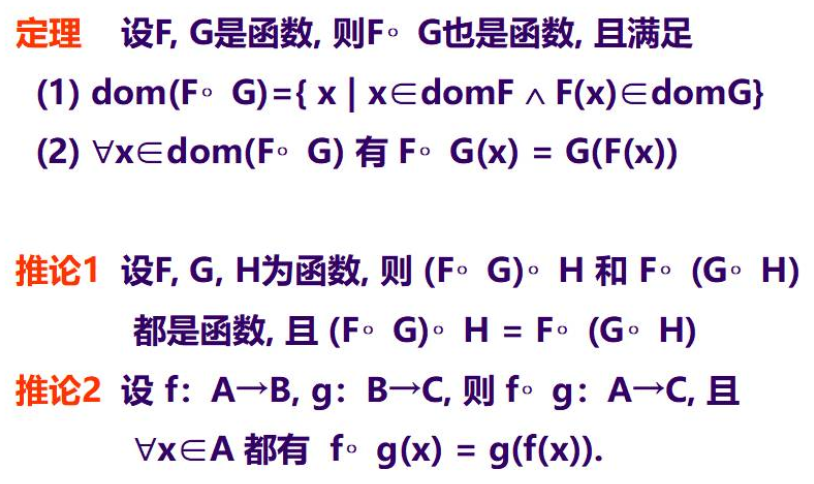 定理 设F, G是函数, 则F∘ G也是函数, 且满足
(1) dom(F∘ G)={ x | x∈domF ∧ F(x)∈domG}
(2) ∀x∈dom(F∘ G) 有 F∘ G(x) = G(F(x))
推论1 设F, G, H为函数, 则 (F∘ G)∘ H 和 F∘ (G∘ H)
都是函数, 且 (F∘ G)∘ H = F∘ (G∘ H)
推论2 设 f：A→B, g：B→C, 则 f∘ g：A→C, 且
∀x∈A 都有 f∘ g(x) = g(f(x)).